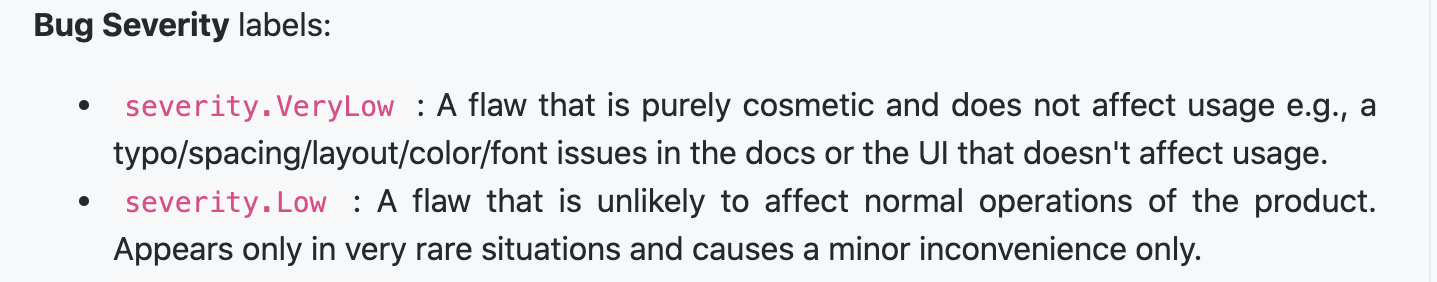 Bug Severity labels:
• severity.VeryLow : A flaw that is purely cosmetic and does not affect usage e.g., a
typo/spacing/layout/color/font issues in the docs or the UI that doesn't affect usage.
• severity.Low : A flaw that is unlikely to affect normal operations of the product.
Appears only in very rare situations and causes a minor inconvenience only.